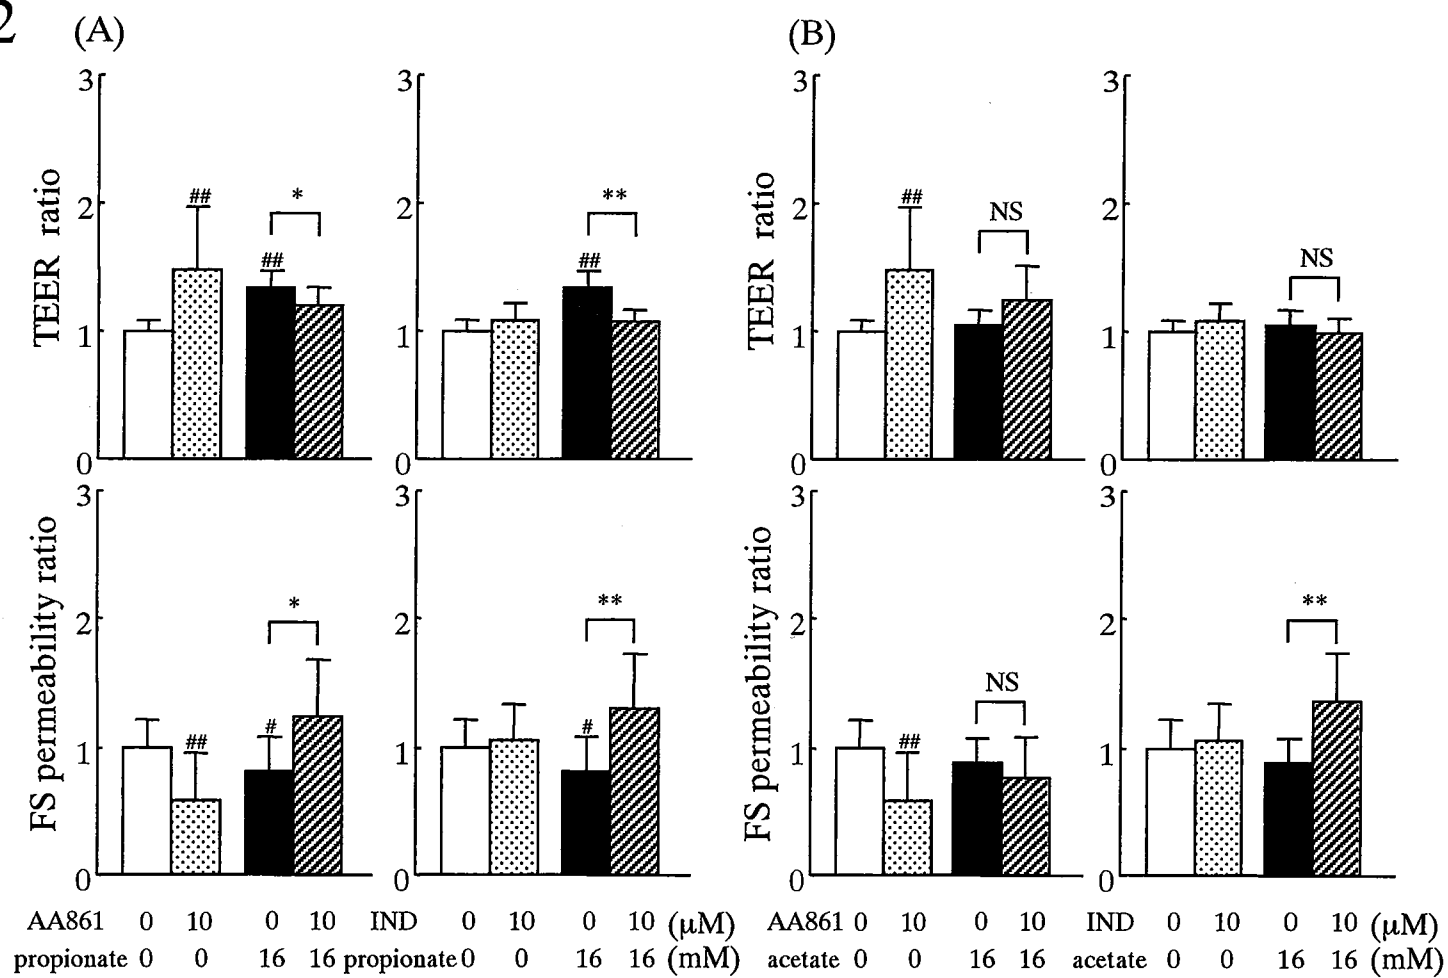 2 (A) (B)
3 3 3 3
## * ** ## NS
2 2 2 2
## ## NS
TEER ratio TEER ratio
1 1 1 1
0 0 0 0
3 3 3 3
* ** **
2 2 2 2
NS
## # # ##
FS permeability ratio FS permeability ratio
1 1 1 1
0 0 0 0
AA861 0 10 0 10 IND 0 10 0 10 (μM) AA861 0 10 0 10 IND 0 10 0 10 (μM)
propionate 0 0 16 16 propionate 0 0 16 16 (mM) acetate 0 0 16 16 acetate 0 0 16 16 (mM)